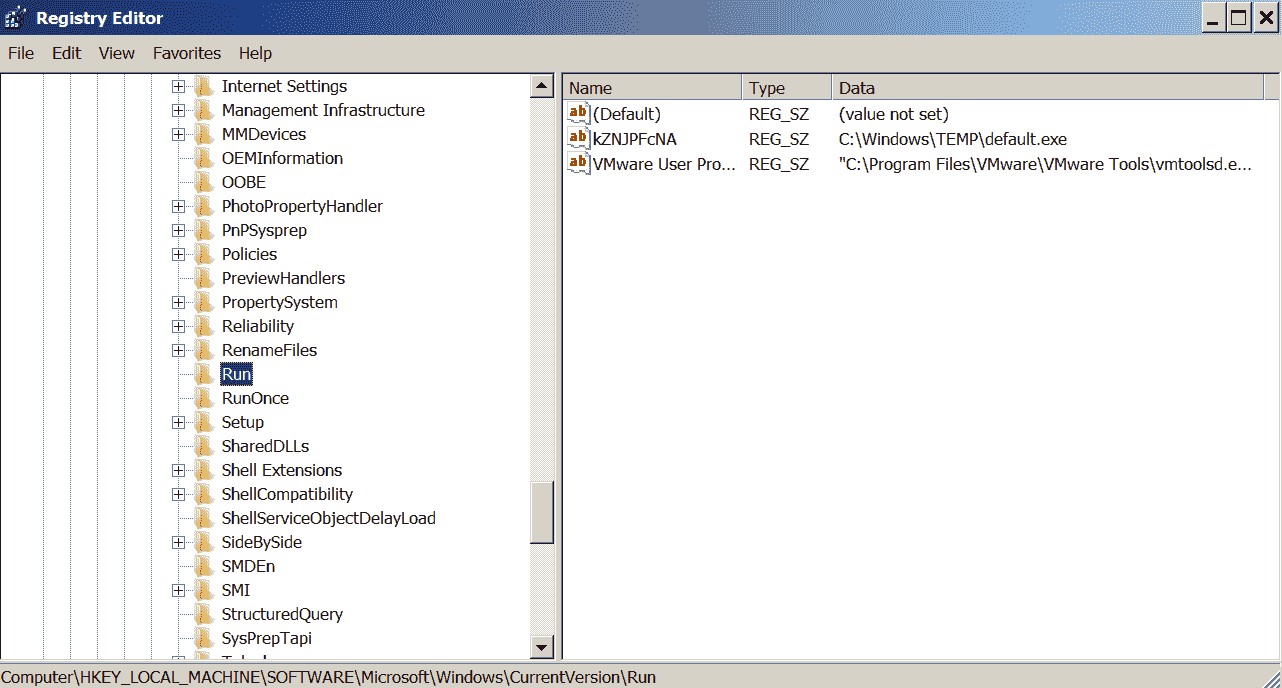 Registry Editor
File Edit View Favorites Help
Name Type Data
Internet Settings
Management Infrastructure
MMDevices
OEMInformation
OOBE
PhotoPropertyHandler
PnPSysprep
Policies
PreviewHandlers
PropertySystem
Reliability
RenameFiles
Run
RunOnce
Setup
SharedDLLs
Shell Extensions
ShellCompatibility
ShellServiceObjectDelayLoad
SideBySide
SMDEn
SMI
StructuredQuery
SysPrepTapi
ab (Default) REG_SZ (value not set)
ab kZNJPFcNA REG_SZ C:\Windows\TEMP\default.exe
ab VMware User Pro... REG_SZ "C:\Program Files\VMware\VMware Tools\vmtoolsd.e...
Computer\HKEY_LOCAL_MACHINE\SOFTWARE\Microsoft\Windows\CurrentVersion\Run